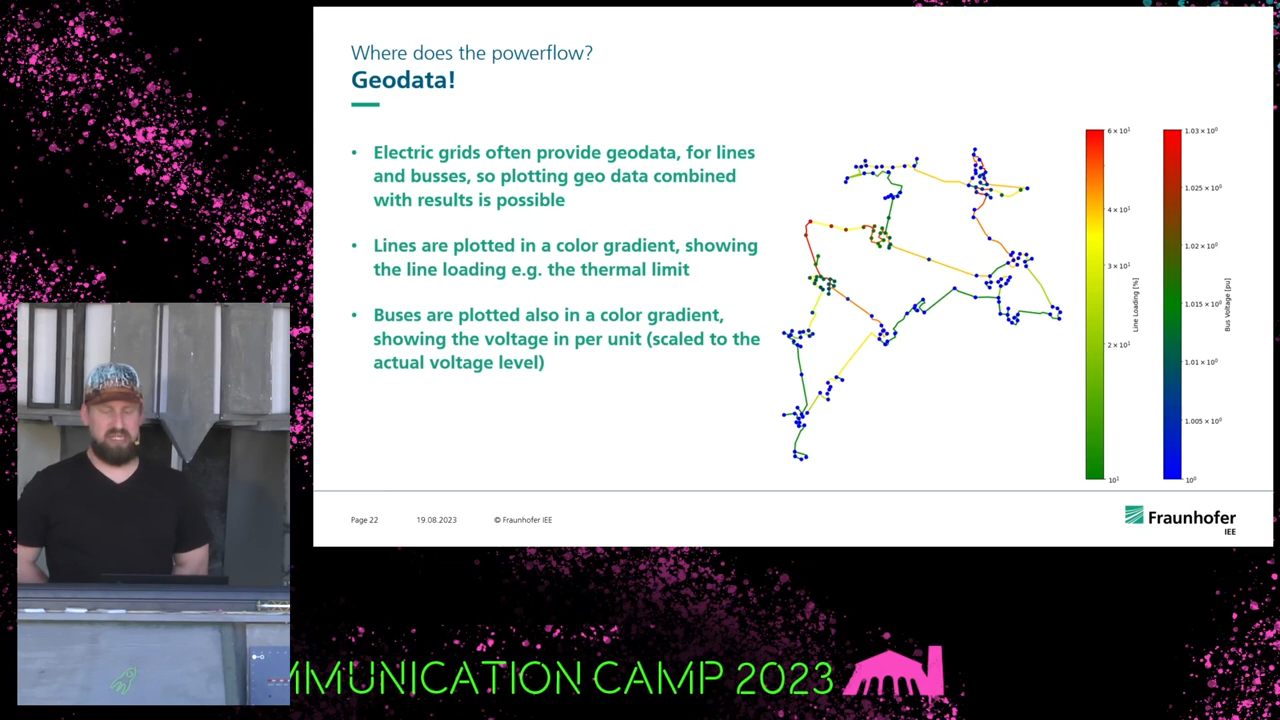 Where does the powerflow?
Geodata!
• Electric grids often provide geodata, for lines
and busses, so plotting geo data combined
with results is possible
• Lines are plotted in a color gradient, showing
the line loading e.g. the thermal limit
• Buses are plotted also in a color gradient,
showing the voltage in per unit (scaled to the
actual voltage level)
6 × 10¹
4 × 10¹
3 × 10¹
2 × 10¹
10¹
Line Loading [%]
1.03 × 10⁰
1.025 × 10⁰
1.02 × 10⁰
1.015 × 10⁰
1.01 × 10⁰
1.005 × 10⁰
10⁰
Bus Voltage [pu]
Page 22
19.08.2023
© Fraunhofer IEE
Fraunhofer
IEE
MMUNICATION CAMP 2023